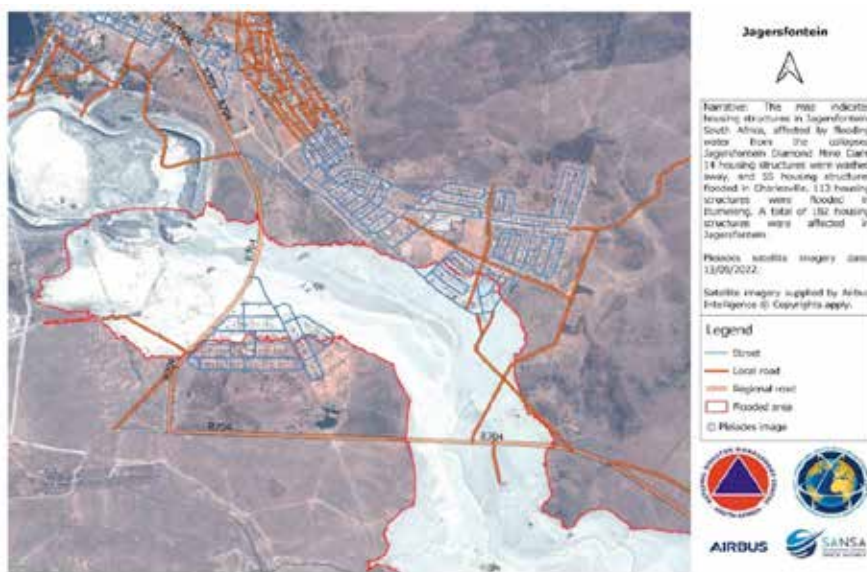 Jagersfontein
Narrative: The map indicates
housing structures in Jagersfontein
South Africa, affected by flooded
water from the collapsed
Jagersfontein Diamond Mine Dam.
14 housing structures were washed
away, and 55 housing structures
flooded in Charlesville. 113 housing
structures were flooded in
Itumeleng. A total of 182 housing
structures were affected in
Jagersfontein
Pleiades satellite imagery date:
13/09/2022.
Satellite imagery supplied by Airbus
Intelligence © Copyrights apply.
Legend
Street
Local road
Regional road
Flooded area
Pleiades image
R704
R704
R704
AIRBUS
SANSA